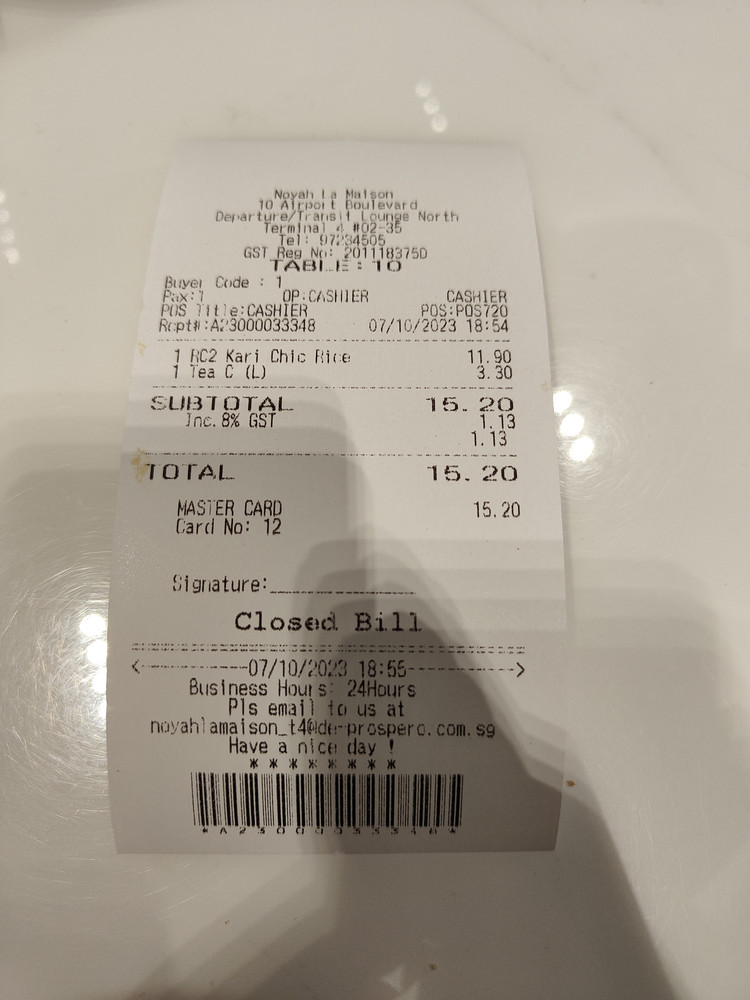 Noyah La Maison
10 Airport Boulevard
Departure/Transit Lounge North
Terminal 4 #02-35
Tel: 97234505
GST Reg No: 201118375D
TABLE: 10
Buyer Code : 1
Pax:1 OP:CASHIER CASHIER
POS Title:CASHIER POS:POS720
Rcpt#:A23000033348 07/10/2023 18:54
1 RC2 Kari Chic Rice 11.90
1 Tea C (L) 3.30
SUBTOTAL 15.20
Inc.8% GST 1.13
1.13
TOTAL 15.20
MASTER CARD 15.20
Card No: 12
Signature:
Closed Bill
<---------07/10/2023 18:55--------->
Business Hours: 24Hours
Pls email to us at
noyahlamaison_t4@de-prospero.com.sg
Have a nice day !
* * * * * * * *
*A23000033348*